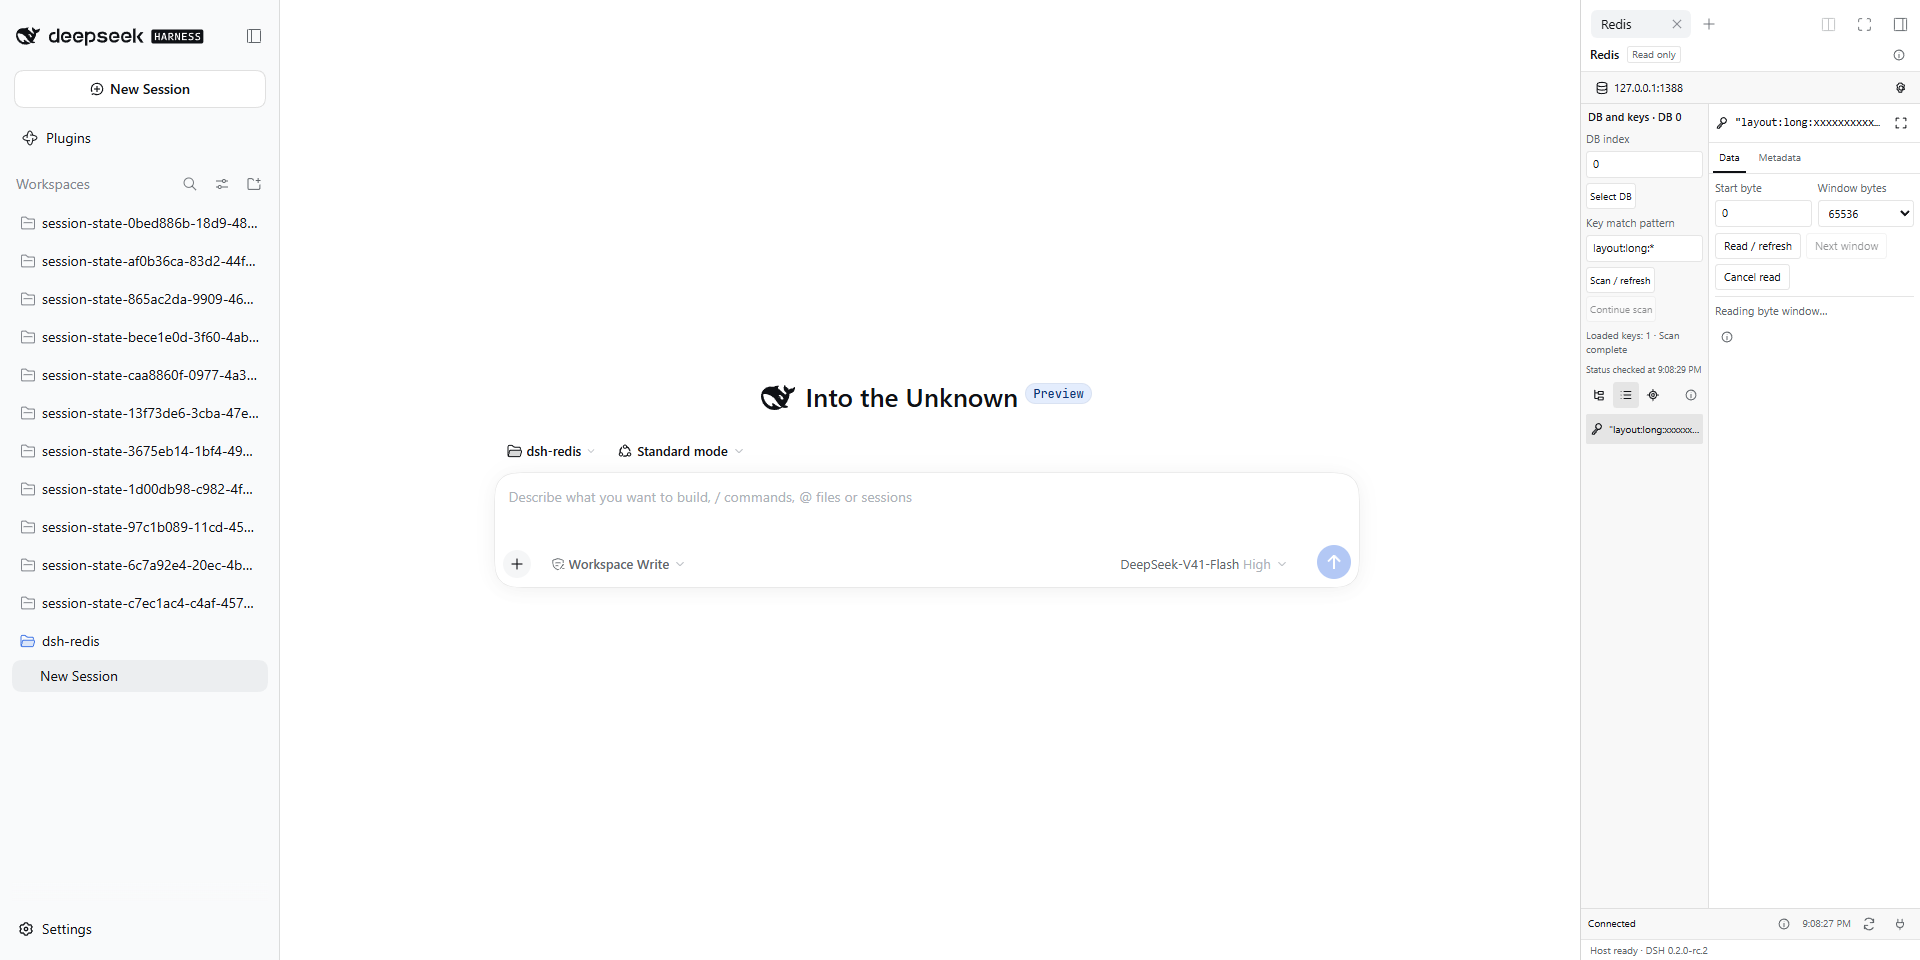 deepseek HARNESS
New Session
Plugins
Workspaces
session-state-0bed886b-18d9-48...
session-state-af0b36ca-83d2-44f...
session-state-865ac2da-9909-46...
session-state-bece1e0d-3f60-4ab...
session-state-caa8860f-0977-4a3...
session-state-13f73de6-3cba-47e...
session-state-3675eb14-1bf4-49...
session-state-1d00db98-c982-4f...
session-state-97c1b089-11cd-45...
session-state-6c7a92e4-20ec-4b...
session-state-c7ec1ac4-c4af-457...
dsh-redis
New Session
Settings
Into the Unknown Preview
dsh-redis Standard mode
Describe what you want to build, / commands, @ files or sessions
Workspace Write DeepSeek-V41-Flash High
Redis
Redis Read only
127.0.0.1:1388
DB and keys · DB 0
DB index
0
Select DB
Key match pattern
layout:long:*
Scan / refresh
Continue scan
Loaded keys: 1 · Scan
complete
Status checked at 9:08:29 PM
"layout:long:xxxxxx...
"layout:long:xxxxxxxxxx...
Data Metadata
Start byte Window bytes
0 65536
Read / refresh Next window
Cancel read
Reading byte window...
Connected 9:08:27 PM
Host ready · DSH 0.2.0-rc.2